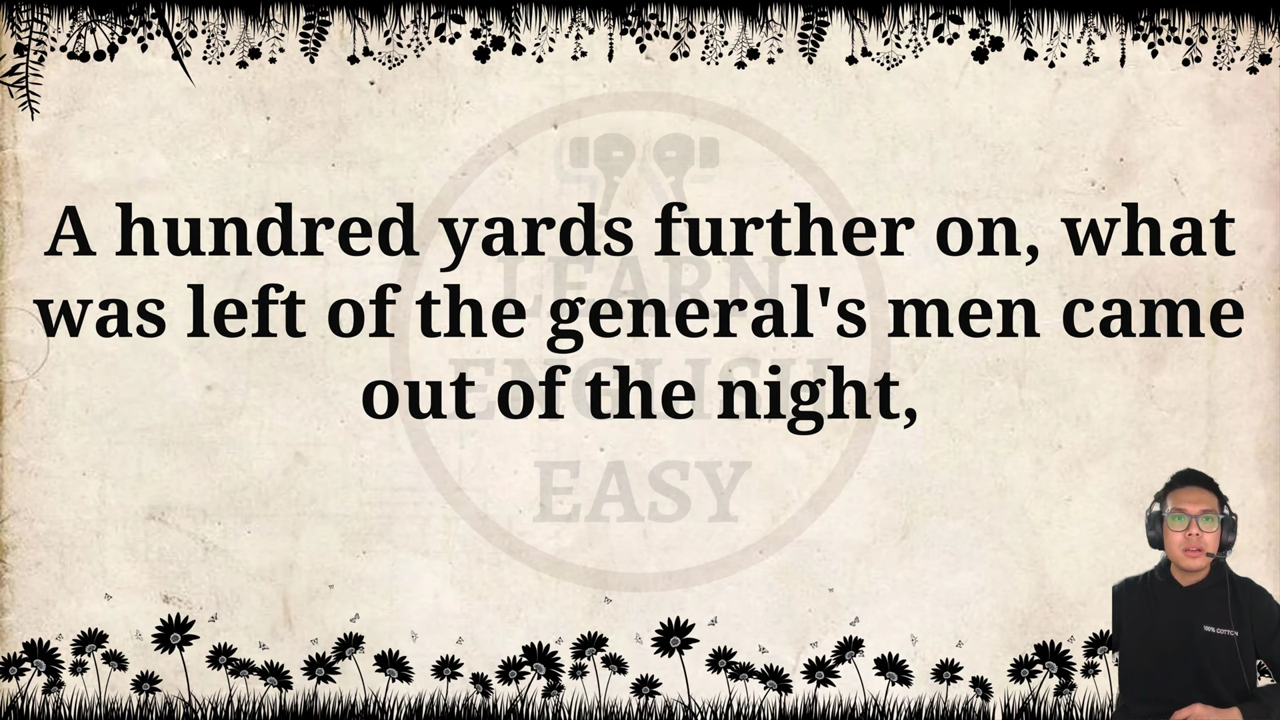 A hundred yards further on, what
was left of the general's men came
out of the night,
LEARN
ENGLISH
EASY
100% COTTON